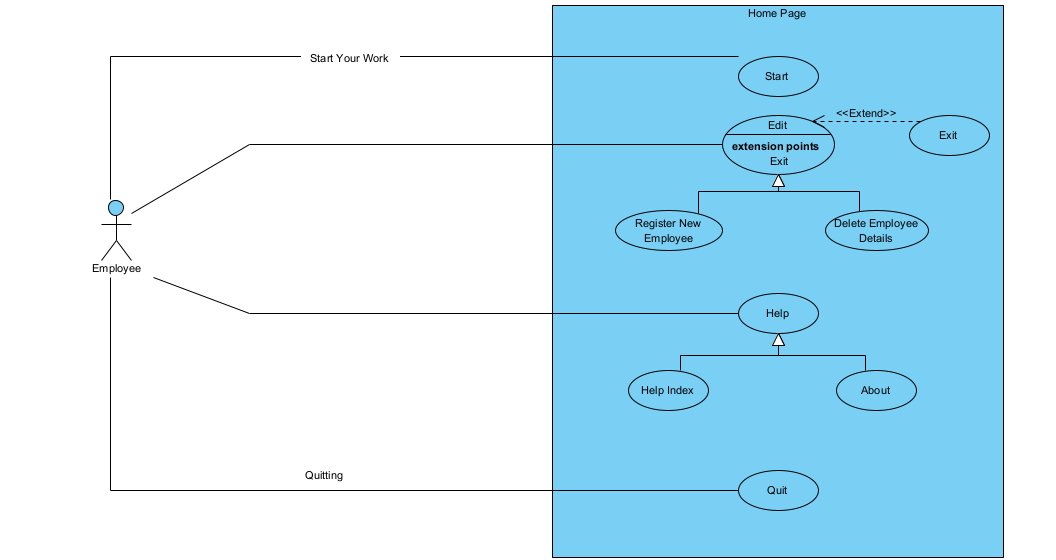 Home Page
Start Your Work
Start
Edit
<<Extend>>
Exit
extension points
Exit
Register New
Employee
Delete Employee
Details
Employee
Help
Help Index
About
Quitting
Quit